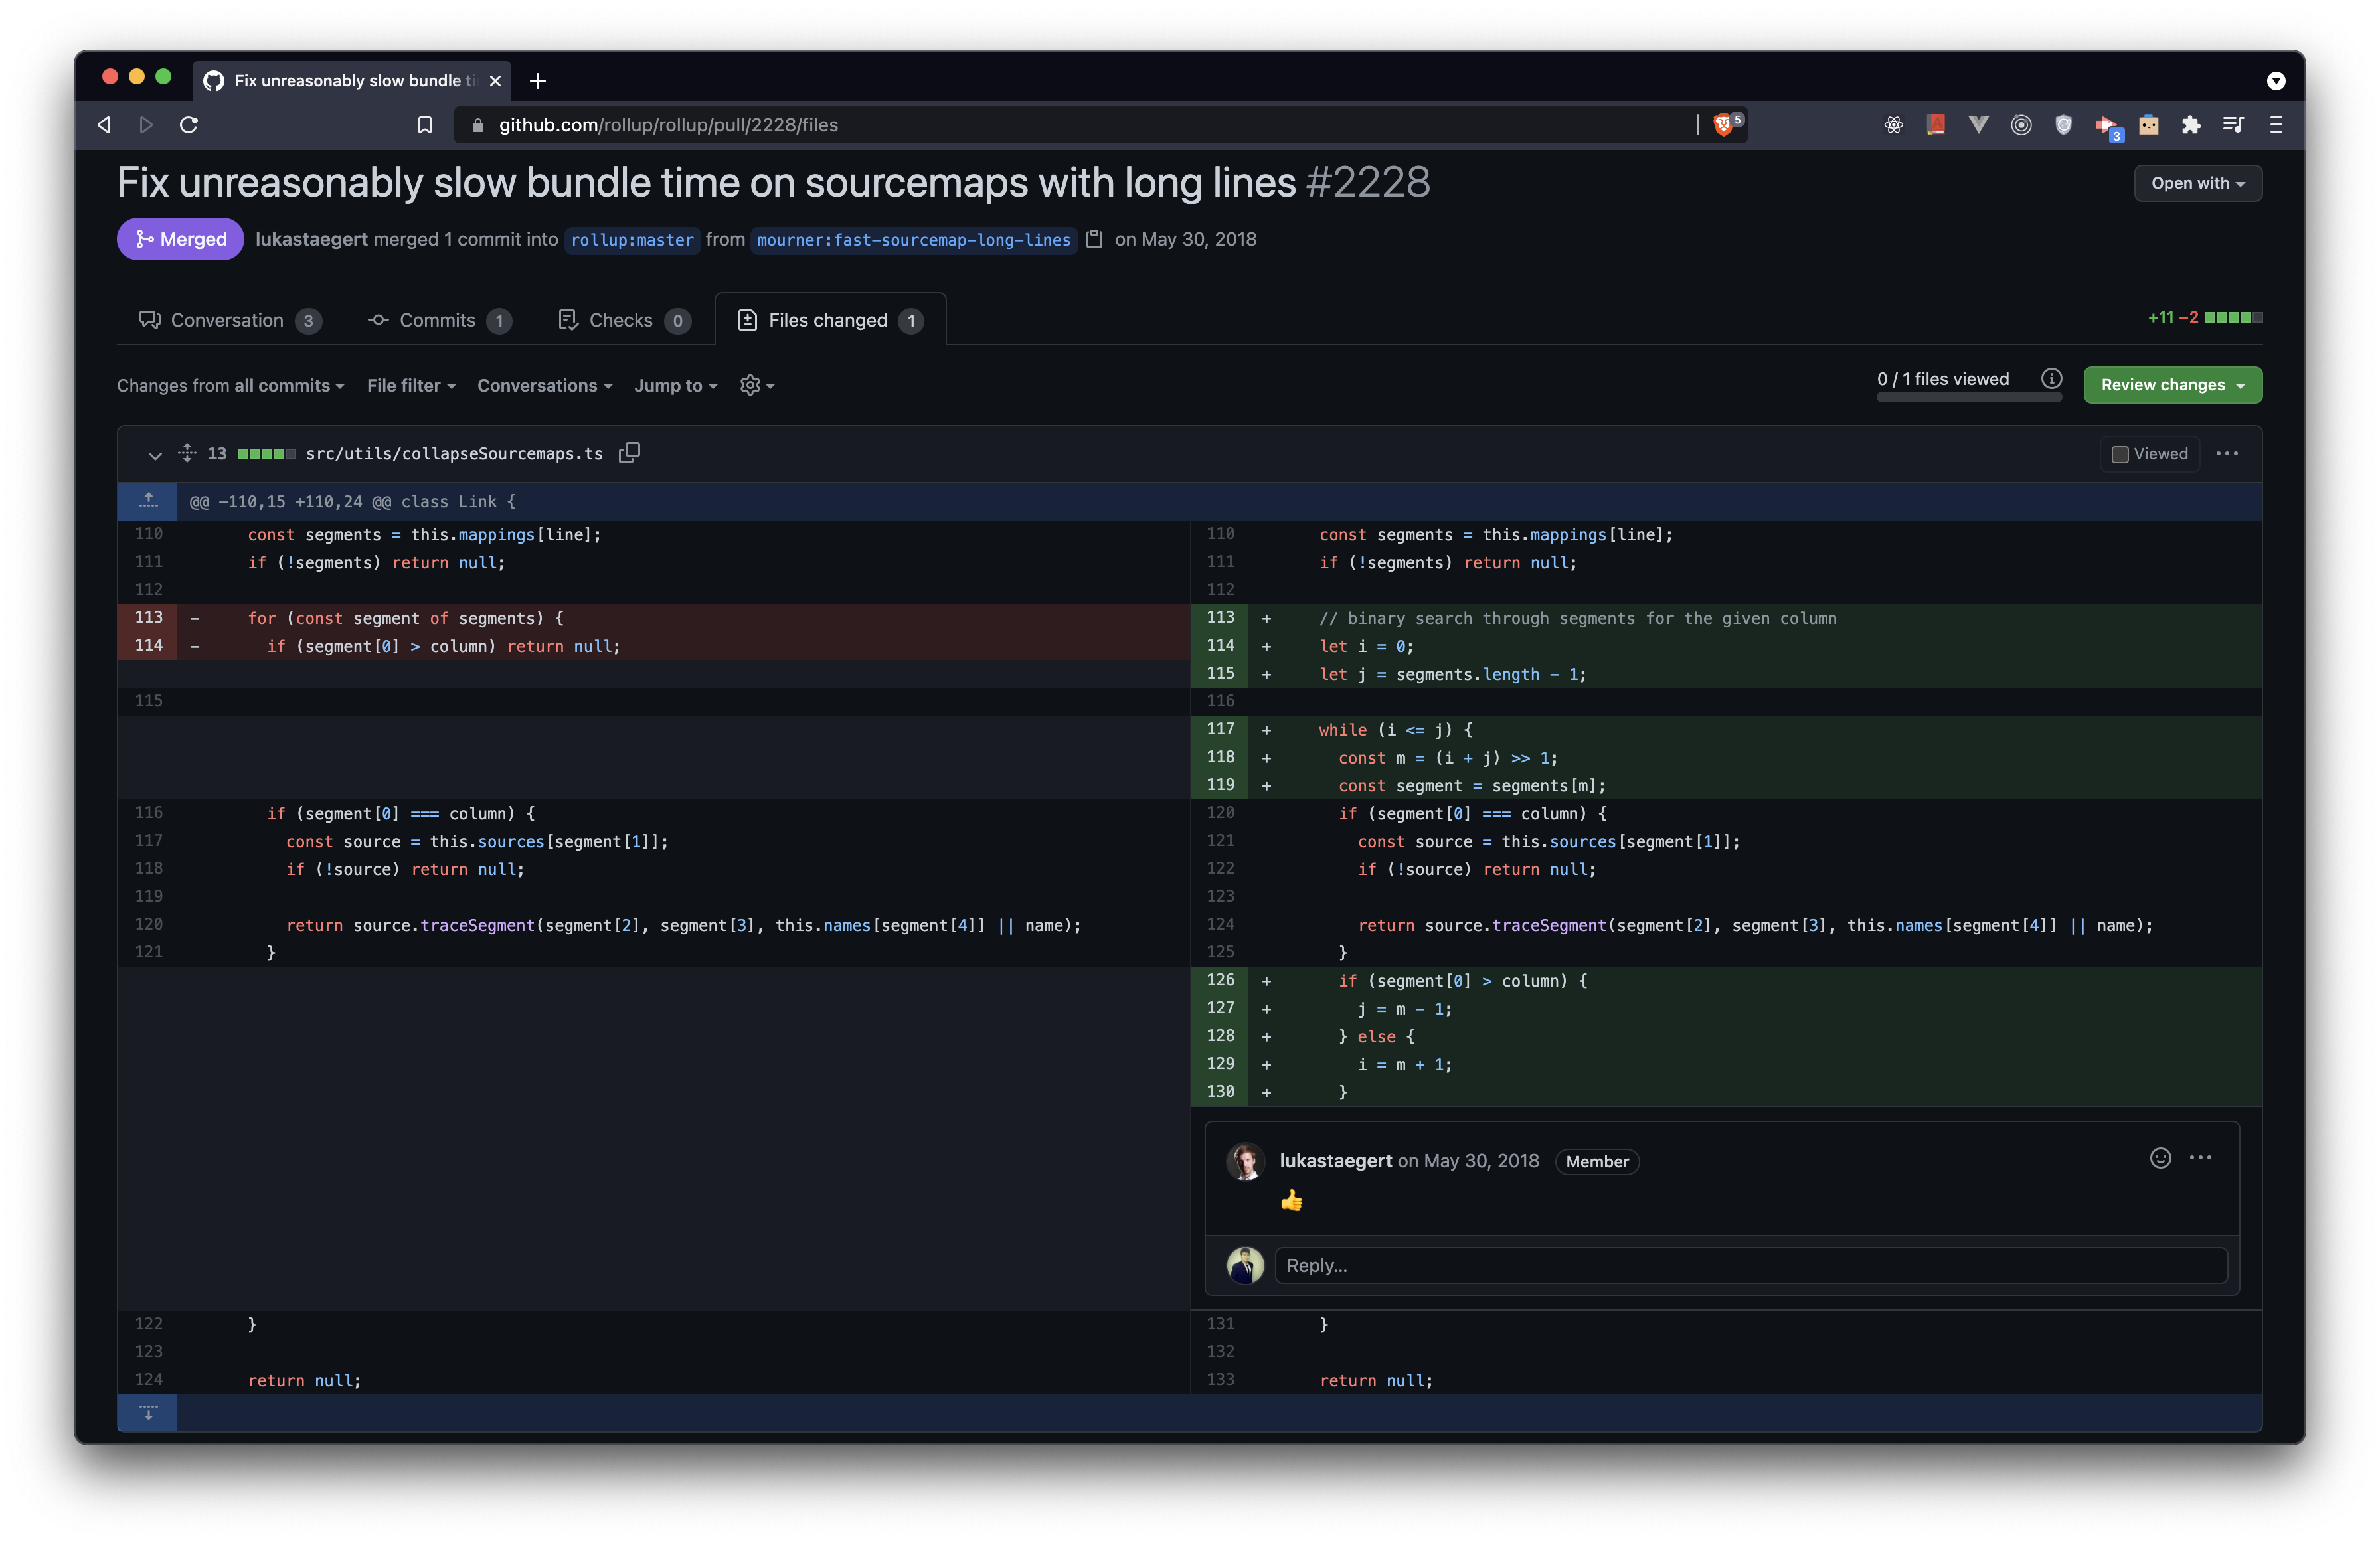 Fix unreasonably slow bundle ti
github.com/rollup/rollup/pull/2228/files
5
3
Fix unreasonably slow bundle time on sourcemaps with long lines #2228
Open with
Merged lukastaegert merged 1 commit into rollup:master from mourner:fast-sourcemap-long-lines on May 30, 2018
Conversation 3 Commits 1 Checks 0 Files changed 1
+11 −2
Changes from all commits File filter Conversations Jump to
0 / 1 files viewed
Review changes
13 src/utils/collapseSourcemaps.ts
Viewed
@@ -110,15 +110,24 @@ class Link {
110 const segments = this.mappings[line];
111 if (!segments) return null;
112
113 - for (const segment of segments) {
114 - if (segment[0] > column) return null;
115
116 if (segment[0] === column) {
117 const source = this.sources[segment[1]];
118 if (!source) return null;
119
120 return source.traceSegment(segment[2], segment[3], this.names[segment[4]] || name);
121 }
122 }
123
124 return null;
110 const segments = this.mappings[line];
111 if (!segments) return null;
112
113 + // binary search through segments for the given column
114 + let i = 0;
115 + let j = segments.length - 1;
116
117 + while (i <= j) {
118 + const m = (i + j) >> 1;
119 + const segment = segments[m];
120 if (segment[0] === column) {
121 const source = this.sources[segment[1]];
122 if (!source) return null;
123
124 return source.traceSegment(segment[2], segment[3], this.names[segment[4]] || name);
125 }
126 + if (segment[0] > column) {
127 + j = m - 1;
128 + } else {
129 + i = m + 1;
130 + }
lukastaegert on May 30, 2018 Member
👍
Reply...
131 }
132
133 return null;